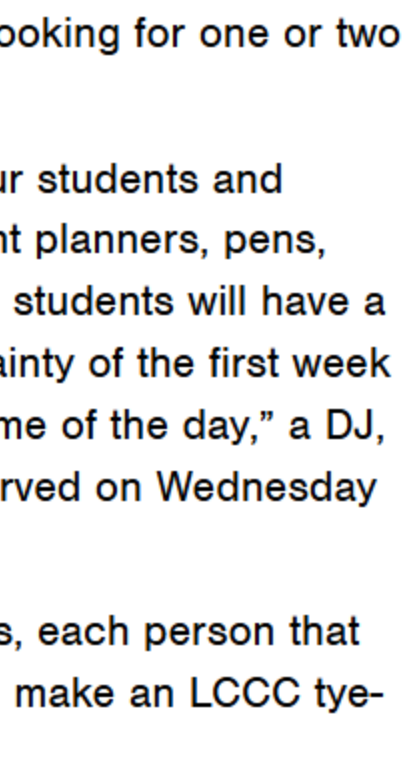 ooking for one or two
ur students and
nt planners, pens,
students will have a
ainty of the first week
me of the day,” a DJ,
rved on Wednesday
s, each person that
make an LCCC tye-